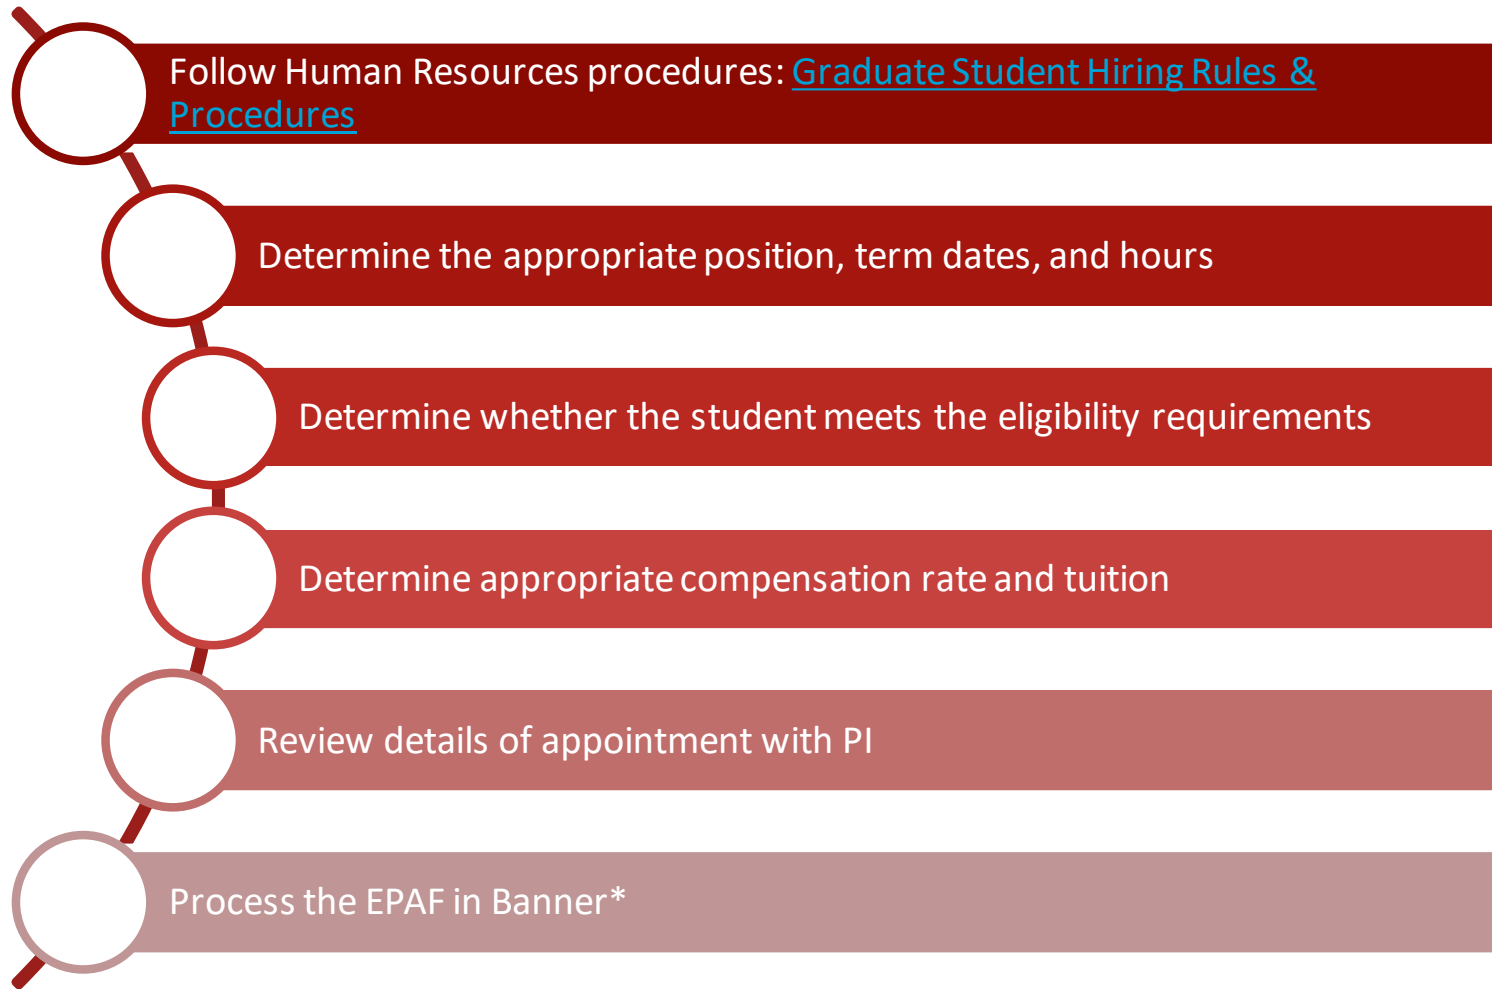 Follow Human Resources procedures: Graduate Student Hiring Rules &
Procedures
Determine the appropriate position, term dates, and hours
Determine whether the student meets the eligibility requirements
Determine appropriate compensation rate and tuition
Review details of appointment with PI
Process the EPAF in Banner*